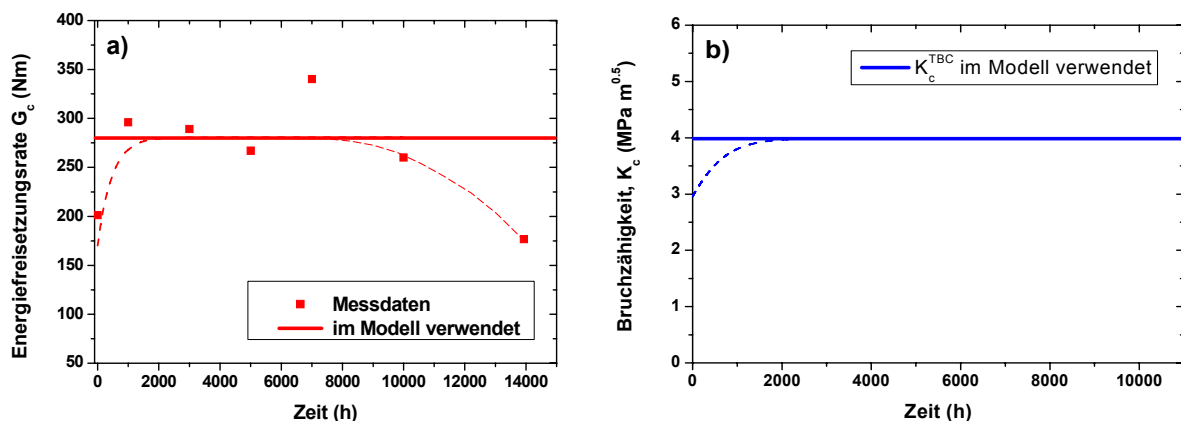 a)
Energiefreisetzungsrate G_c (Nm)
400
350
300
250
200
150
100
50
Messdaten
im Modell verwendet
0 2000 4000 6000 8000 10000 12000 14000
Zeit (h)
b)
Bruchzähigkeit, K_c (MPa m^0.5)
6
5
4
3
2
1
0
K_c^TBC im Modell verwendet
0 2000 4000 6000 8000 10000
Zeit (h)